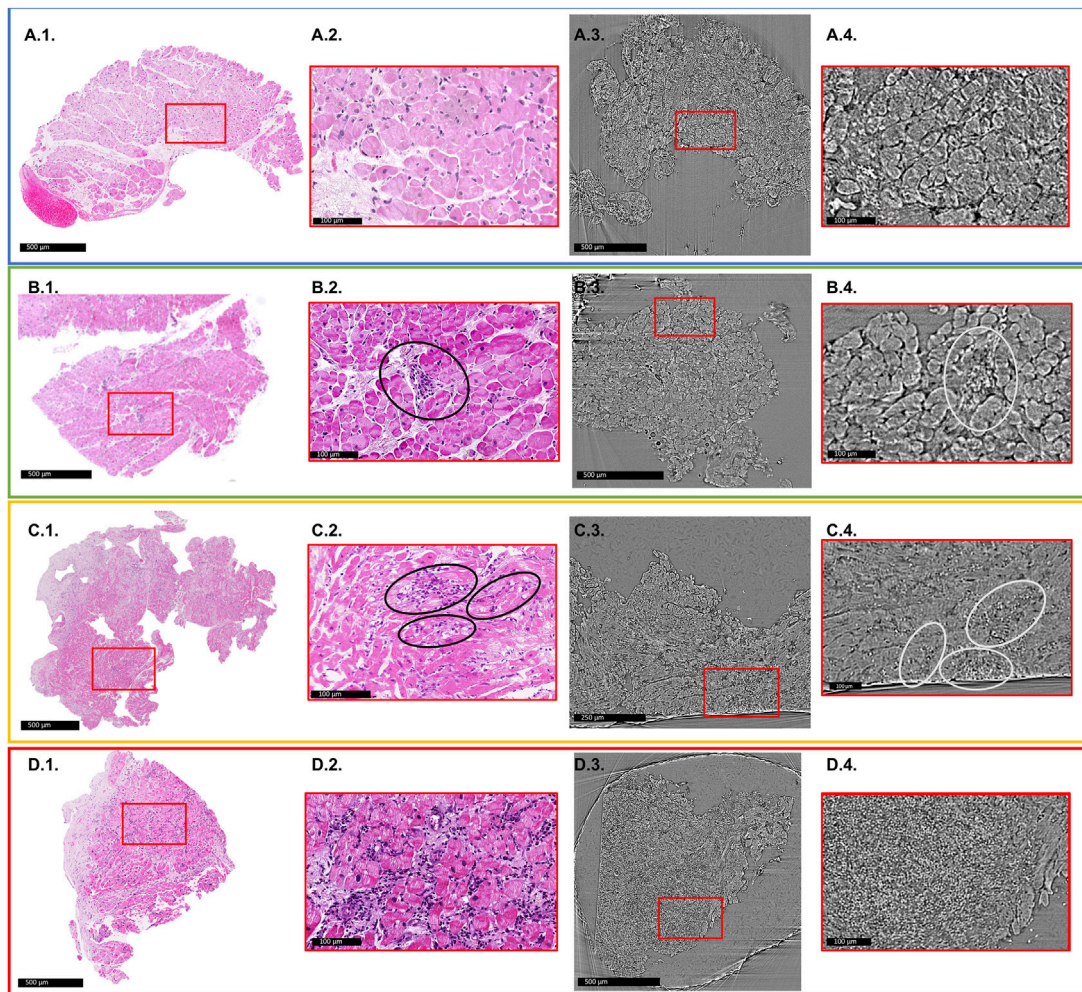 A.1. A.2. A.3. A.4.
500 µm 100 µm 500 µm 100 µm
B.1. B.2. B.3. B.4.
500 µm 100 µm 500 µm 100 µm
C.1. C.2. C.3. C.4.
500 µm 100 µm 250 µm 100 µm
D.1. D.2. D.3. D.4.
500 µm 100 µm 500 µm 100 µm